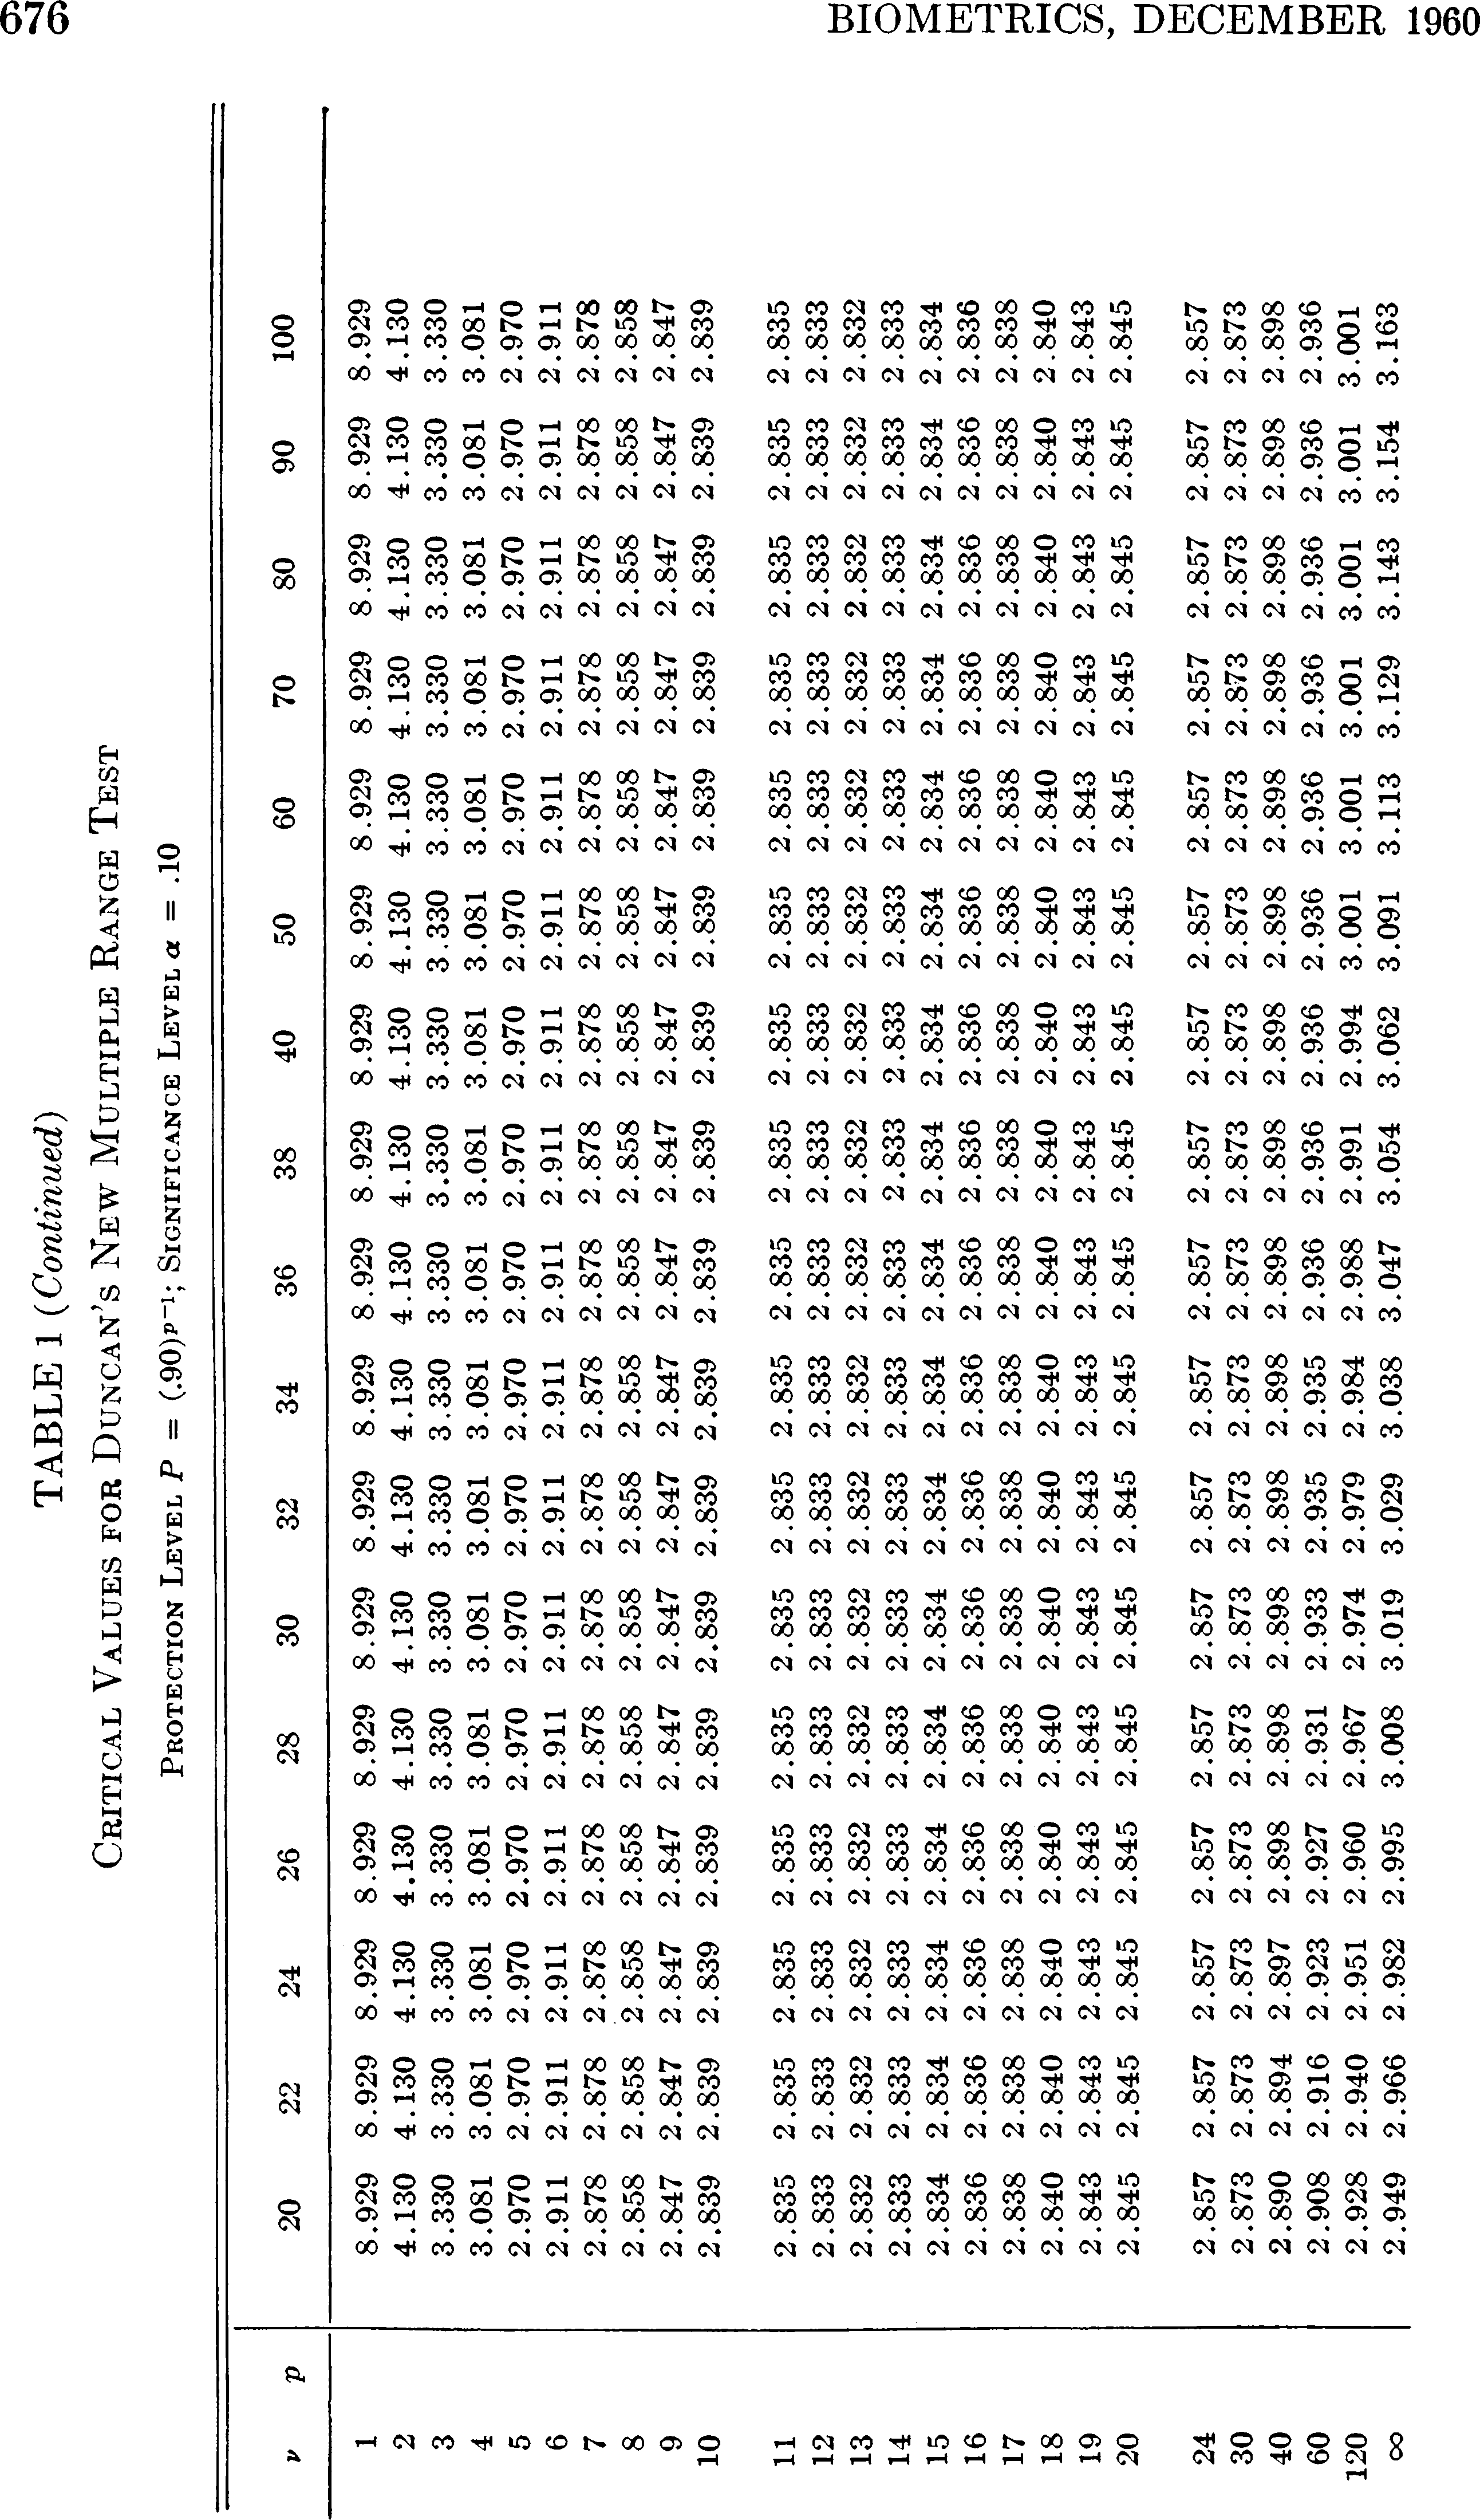 676 BIOMETRICS, DECEMBER 1960
TABLE 1 (Continued)
CRITICAL VALUES FOR DUNCAN'S NEW MULTIPLE RANGE TEST
PROTECTION LEVEL P = (.90)ᵖ⁻¹; SIGNIFICANCE LEVEL α = .10
ν p 20 22 24 26 28 30 32 34 36 38 40 50 60 70 80 90 100
1 8.929 8.929 8.929 8.929 8.929 8.929 8.929 8.929 8.929 8.929 8.929 8.929 8.929 8.929 8.929 8.929 8.929
2 4.130 4.130 4.130 4.130 4.130 4.130 4.130 4.130 4.130 4.130 4.130 4.130 4.130 4.130 4.130 4.130 4.130
3 3.330 3.330 3.330 3.330 3.330 3.330 3.330 3.330 3.330 3.330 3.330 3.330 3.330 3.330 3.330 3.330 3.330
4 3.081 3.081 3.081 3.081 3.081 3.081 3.081 3.081 3.081 3.081 3.081 3.081 3.081 3.081 3.081 3.081 3.081
5 2.970 2.970 2.970 2.970 2.970 2.970 2.970 2.970 2.970 2.970 2.970 2.970 2.970 2.970 2.970 2.970 2.970
6 2.911 2.911 2.911 2.911 2.911 2.911 2.911 2.911 2.911 2.911 2.911 2.911 2.911 2.911 2.911 2.911 2.911
7 2.878 2.878 2.878 2.878 2.878 2.878 2.878 2.878 2.878 2.878 2.878 2.878 2.878 2.878 2.878 2.878 2.878
8 2.858 2.858 2.858 2.858 2.858 2.858 2.858 2.858 2.858 2.858 2.858 2.858 2.858 2.858 2.858 2.858 2.858
9 2.847 2.847 2.847 2.847 2.847 2.847 2.847 2.847 2.847 2.847 2.847 2.847 2.847 2.847 2.847 2.847 2.847
10 2.839 2.839 2.839 2.839 2.839 2.839 2.839 2.839 2.839 2.839 2.839 2.839 2.839 2.839 2.839 2.839 2.839
11 2.835 2.835 2.835 2.835 2.835 2.835 2.835 2.835 2.835 2.835 2.835 2.835 2.835 2.835 2.835 2.835 2.835
12 2.833 2.833 2.833 2.833 2.833 2.833 2.833 2.833 2.833 2.833 2.833 2.833 2.833 2.833 2.833 2.833 2.833
13 2.832 2.832 2.832 2.832 2.832 2.832 2.832 2.832 2.832 2.832 2.832 2.832 2.832 2.832 2.832 2.832 2.832
14 2.833 2.833 2.833 2.833 2.833 2.833 2.833 2.833 2.833 2.833 2.833 2.833 2.833 2.833 2.833 2.833 2.833
15 2.834 2.834 2.834 2.834 2.834 2.834 2.834 2.834 2.834 2.834 2.834 2.834 2.834 2.834 2.834 2.834 2.834
16 2.836 2.836 2.836 2.836 2.836 2.836 2.836 2.836 2.836 2.836 2.836 2.836 2.836 2.836 2.836 2.836 2.836
17 2.838 2.838 2.838 2.838 2.838 2.838 2.838 2.838 2.838 2.838 2.838 2.838 2.838 2.838 2.838 2.838 2.838
18 2.840 2.840 2.840 2.840 2.840 2.840 2.840 2.840 2.840 2.840 2.840 2.840 2.840 2.840 2.840 2.840 2.840
19 2.843 2.843 2.843 2.843 2.843 2.843 2.843 2.843 2.843 2.843 2.843 2.843 2.843 2.843 2.843 2.843 2.843
20 2.845 2.845 2.845 2.845 2.845 2.845 2.845 2.845 2.845 2.845 2.845 2.845 2.845 2.845 2.845 2.845 2.845
24 2.857 2.857 2.857 2.857 2.857 2.857 2.857 2.857 2.857 2.857 2.857 2.857 2.857 2.857 2.857 2.857 2.857
30 2.873 2.873 2.873 2.873 2.873 2.873 2.873 2.873 2.873 2.873 2.873 2.873 2.873 2.873 2.873 2.873 2.873
40 2.890 2.894 2.897 2.898 2.898 2.898 2.898 2.898 2.898 2.898 2.898 2.898 2.898 2.898 2.898 2.898 2.898
60 2.908 2.916 2.923 2.927 2.931 2.933 2.935 2.935 2.936 2.936 2.936 2.936 2.936 2.936 2.936 2.936 2.936
120 2.928 2.940 2.951 2.960 2.967 2.974 2.979 2.984 2.988 2.991 2.994 3.001 3.001 3.001 3.001 3.001 3.001
∞ 2.949 2.966 2.982 2.995 3.008 3.019 3.029 3.038 3.047 3.054 3.062 3.091 3.113 3.129 3.143 3.154 3.163